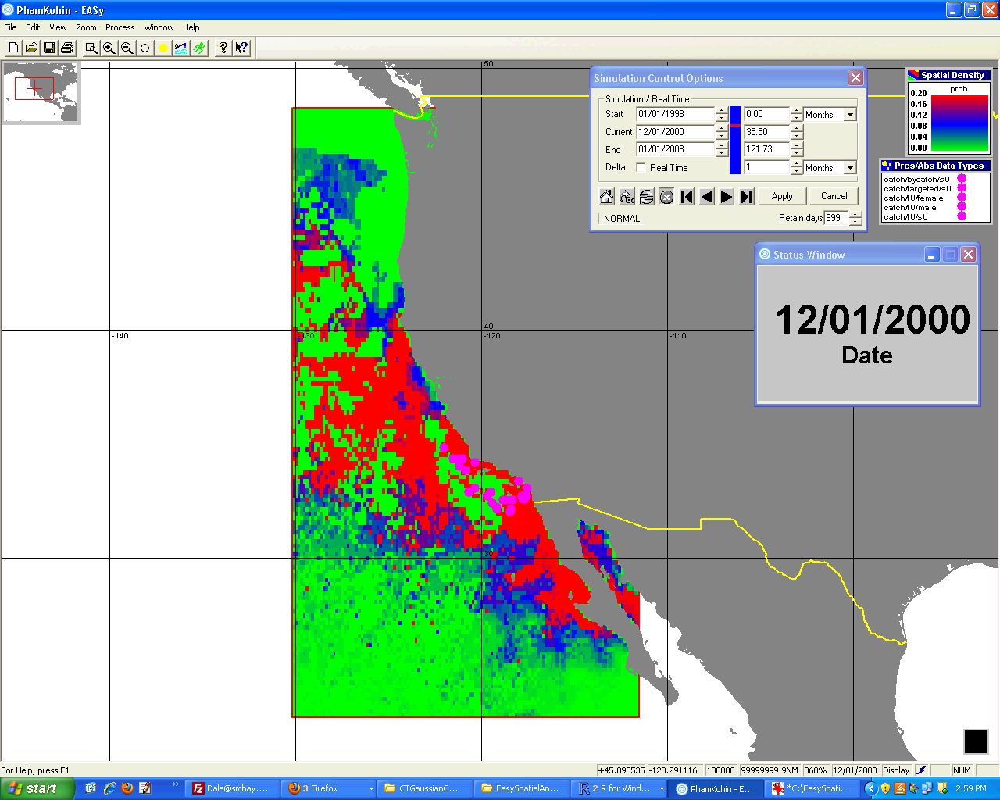 PhamKohin - EASy
File Edit View Zoom Process Window Help
50
Simulation Control Options
Simulation / Real Time
Start 01/01/1998 0.00 Months
Current 12/01/2000 35.50
End 01/01/2008 121.73
Delta Real Time 1 Months
Apply Cancel
NORMAL Retain days 999
Spatial Density
prob
0.20
0.16
0.12
0.08
0.04
0.00
Pres/Abs Data Types
catch/bycatch/sU
catch/targeted/sU
catch/tU/female
catch/tU/male
catch/tU/sU
Status Window
12/01/2000
Date
40
-140 -130 -120 -110
30
For Help, press F1 +45.898535 -120.291116 100000 99999999.9NM 360% 12/01/2000 Display NUM
start Dale@smbay.... 3 Firefox CTGaussianC... EasySpatialAn... 2 R for Wind... PhamKohin - E... *C:\EasySpati... 2:59 PM